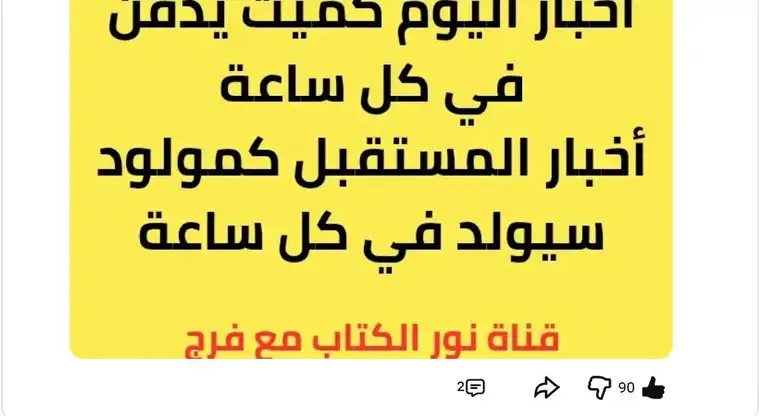 أخبار اليوم كميت يدفن
في كل ساعة
أخبار المستقبل كمولود
سيولد في كل ساعة
قناة نور الكتاب مع فرج
2
90